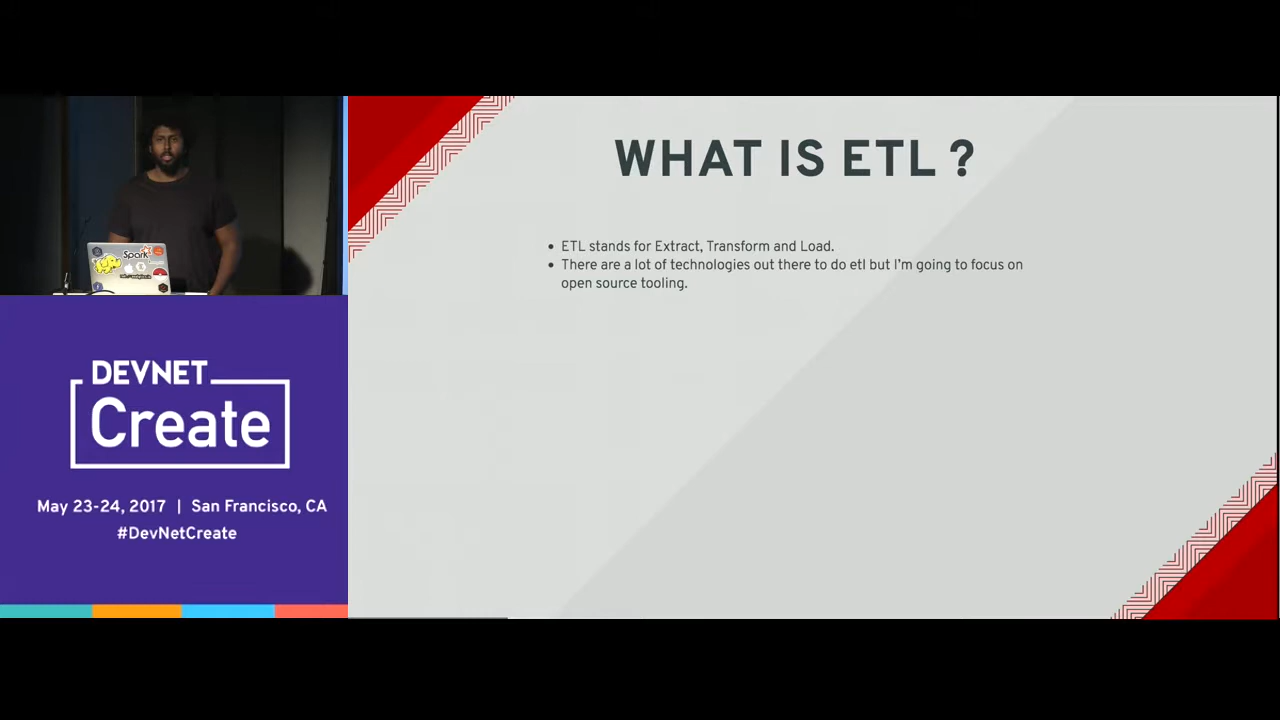 WHAT IS ETL ?
• ETL stands for Extract, Transform and Load.
• There are a lot of technologies out there to do etl but I'm going to focus on
open source tooling.
Spark
DEVNET
Create
May 23-24, 2017 | San Francisco, CA
#DevNetCreate